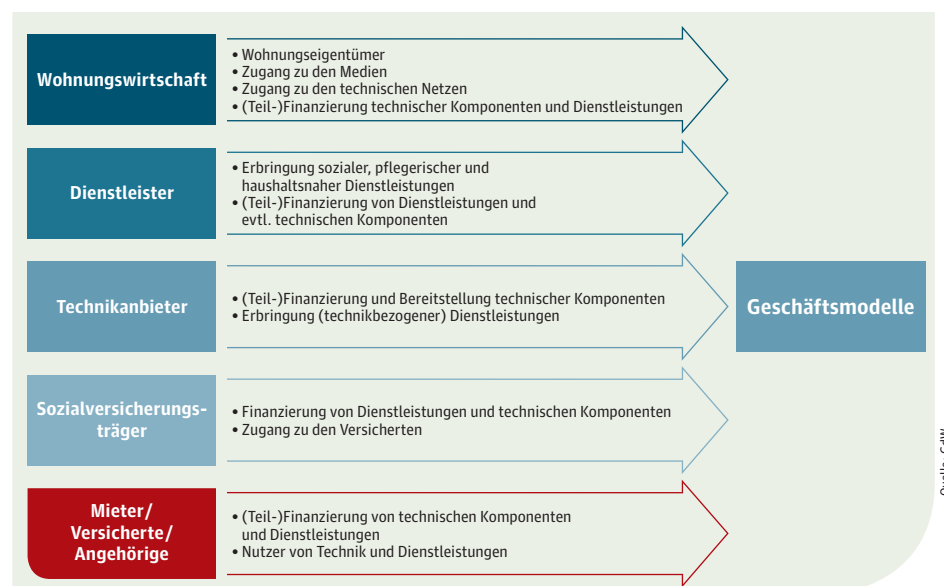 Wohnungswirtschaft
• Wohnungseigentümer
• Zugang zu den Medien
• Zugang zu den technischen Netzen
• (Teil-)Finanzierung technischer Komponenten und Dienstleistungen
Dienstleister
• Erbringung sozialer, pflegerischer und
haushaltsnaher Dienstleistungen
• (Teil-)Finanzierung von Dienstleistungen und
evtl. technischen Komponenten
Technikanbieter
• (Teil-)Finanzierung und Bereitstellung technischer Komponenten
• Erbringung (technikbezogener) Dienstleistungen
Geschäftsmodelle
Sozialversicherungs-
träger
• Finanzierung von Dienstleistungen und technischen Komponenten
• Zugang zu den Versicherten
Mieter/
Versicherte/
Angehörige
• (Teil-)Finanzierung von technischen Komponenten
und Dienstleistungen
• Nutzer von Technik und Dienstleistungen
Quelle: GdW